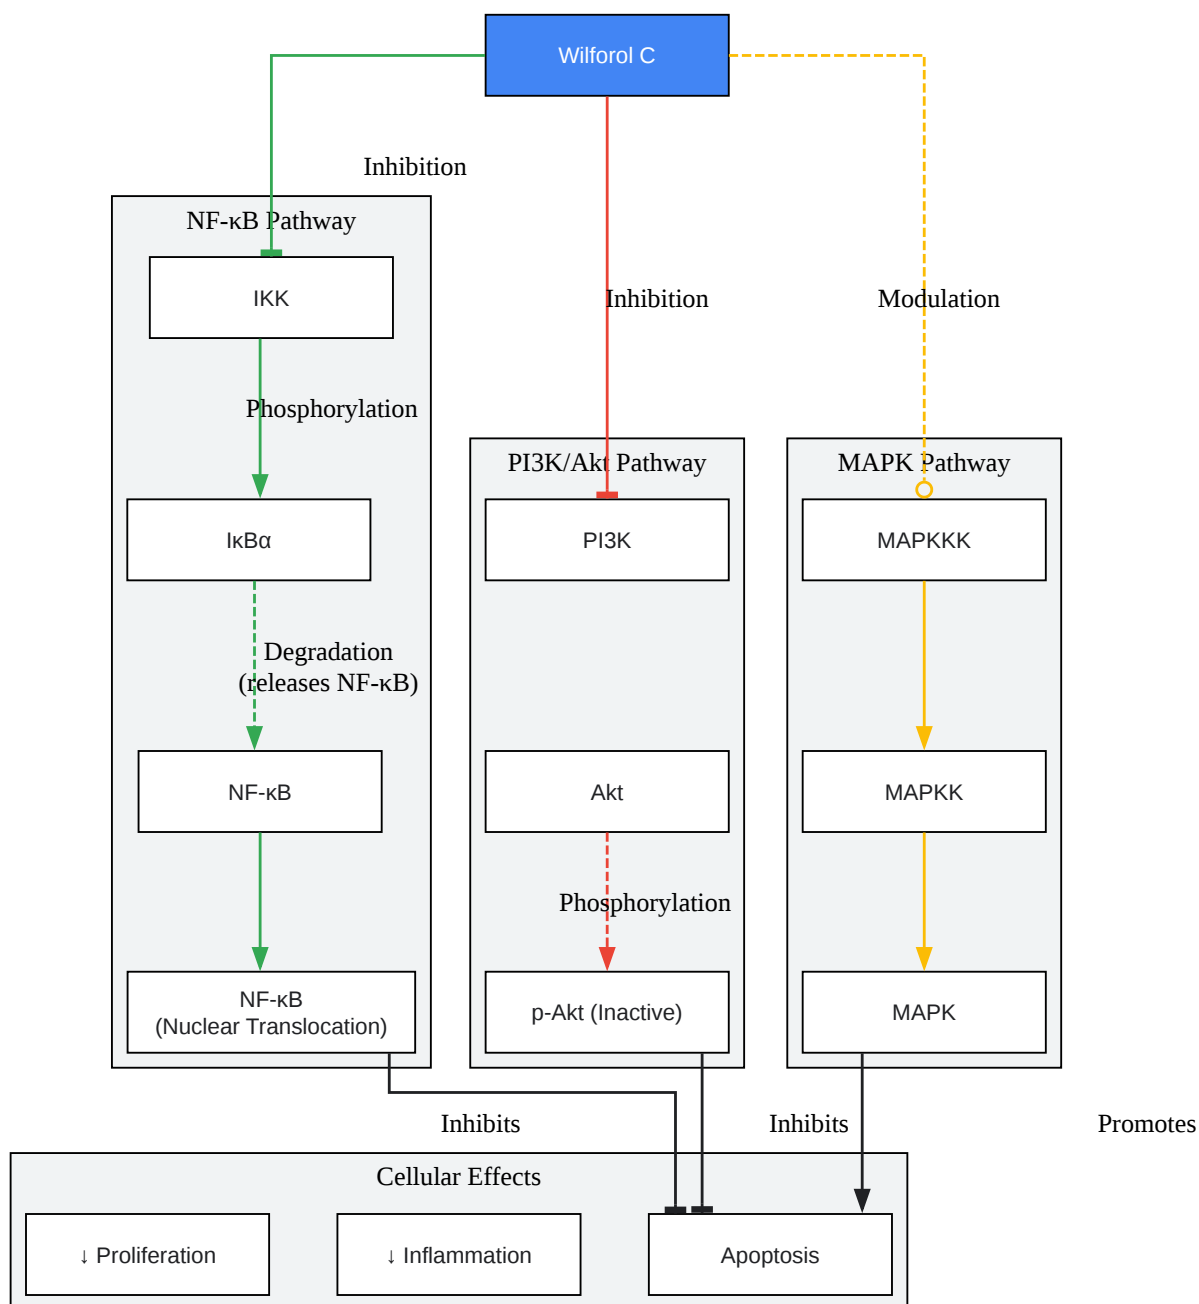 Wilforol C
Inhibition
NF-κB Pathway
IKK
Inhibition
Modulation
Phosphorylation
PI3K/Akt Pathway
MAPK Pathway
IκBα
PI3K
MAPKKK
Degradation
(releases NF-κB)
NF-κB
Akt
MAPKK
Phosphorylation
NF-κB
(Nuclear Translocation)
p-Akt (Inactive)
MAPK
Inhibits
Inhibits
Promotes
Cellular Effects
↓ Proliferation
↓ Inflammation
Apoptosis